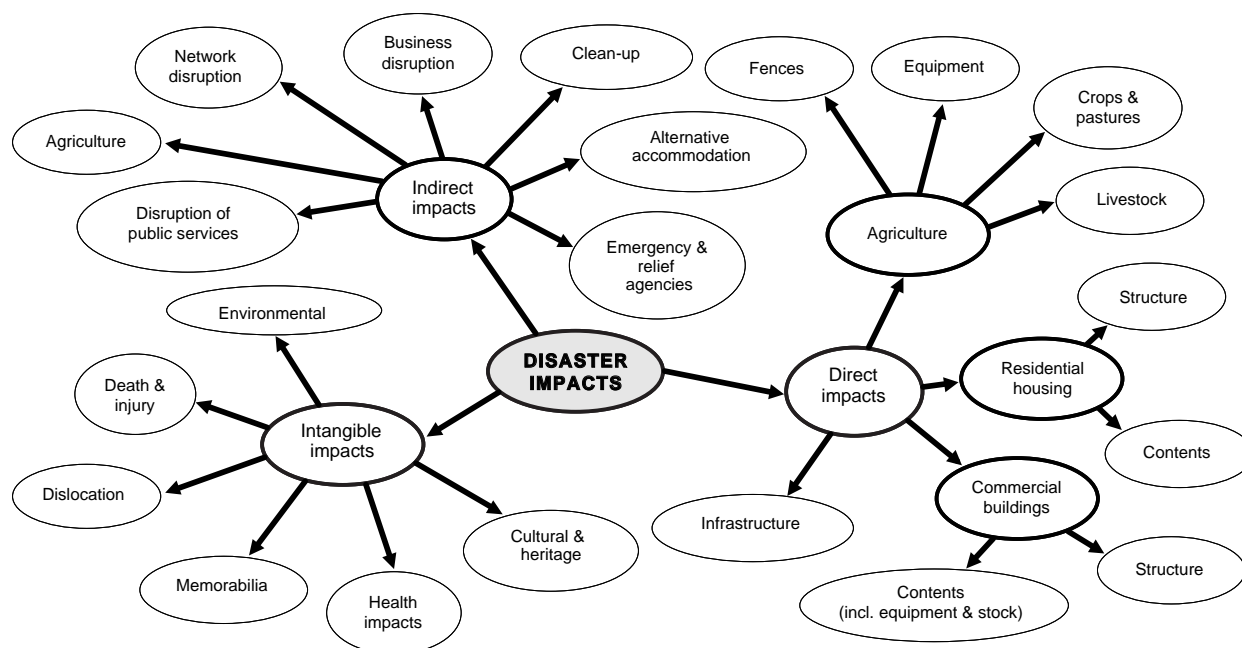 Network
disruption
Business
disruption
Clean-up
Fences
Equipment
Crops &
pastures
Agriculture
Alternative
accommodation
Indirect
impacts
Livestock
Disruption of
public services
Agriculture
Emergency &
relief
agencies
Environmental
Structure
DISASTER
IMPACTS
Direct
impacts
Residential
housing
Death &
injury
Intangible
impacts
Contents
Dislocation
Commercial
buildings
Infrastructure
Cultural &
heritage
Structure
Memorabilia
Health
impacts
Contents
(incl. equipment & stock)